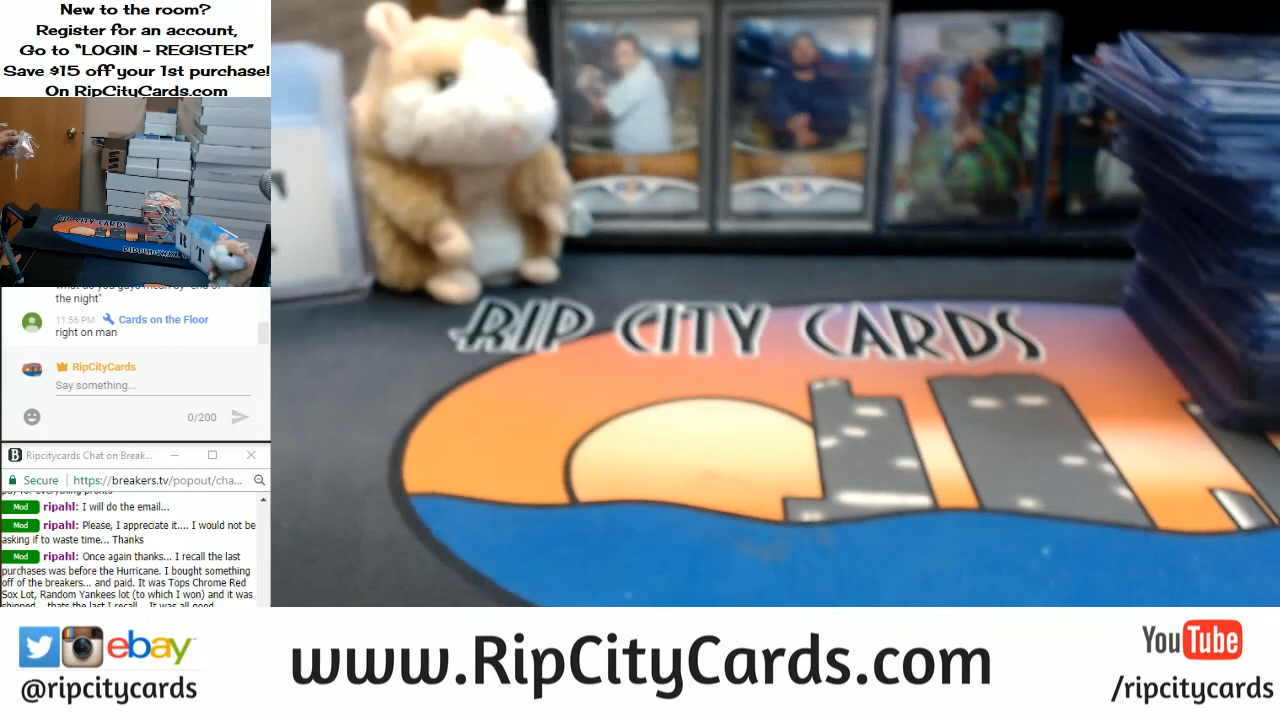 New to the room?
Register for an account,
Go to “LOGIN - REGISTER”
Save $15 off your 1st purchase!
On RipCityCards.com
RIP CITY CARDS
the night"
11:56 PM Cards on the Floor
right on man
RipCityCards
Say something...
0/200
Ripcitycards Chat on Break...
Secure https://breakers.tv/popout/cha...
Mod ripahl: I will do the email...
Mod ripahl: Please, I appreciate it.... I would not be
asking if to waste time... Thanks
Mod ripahl: Once again thanks... I recall the last
purchases was before the Hurricane. I bought something
off of the breakers... and paid. It was Tops Chrome Red
Sox Lot, Random Yankees lot (to which I won) and it was
RIP CITY CARDS
ebay
@ripcitycards
www.RipCityCards.com
YouTube
/ripcitycards